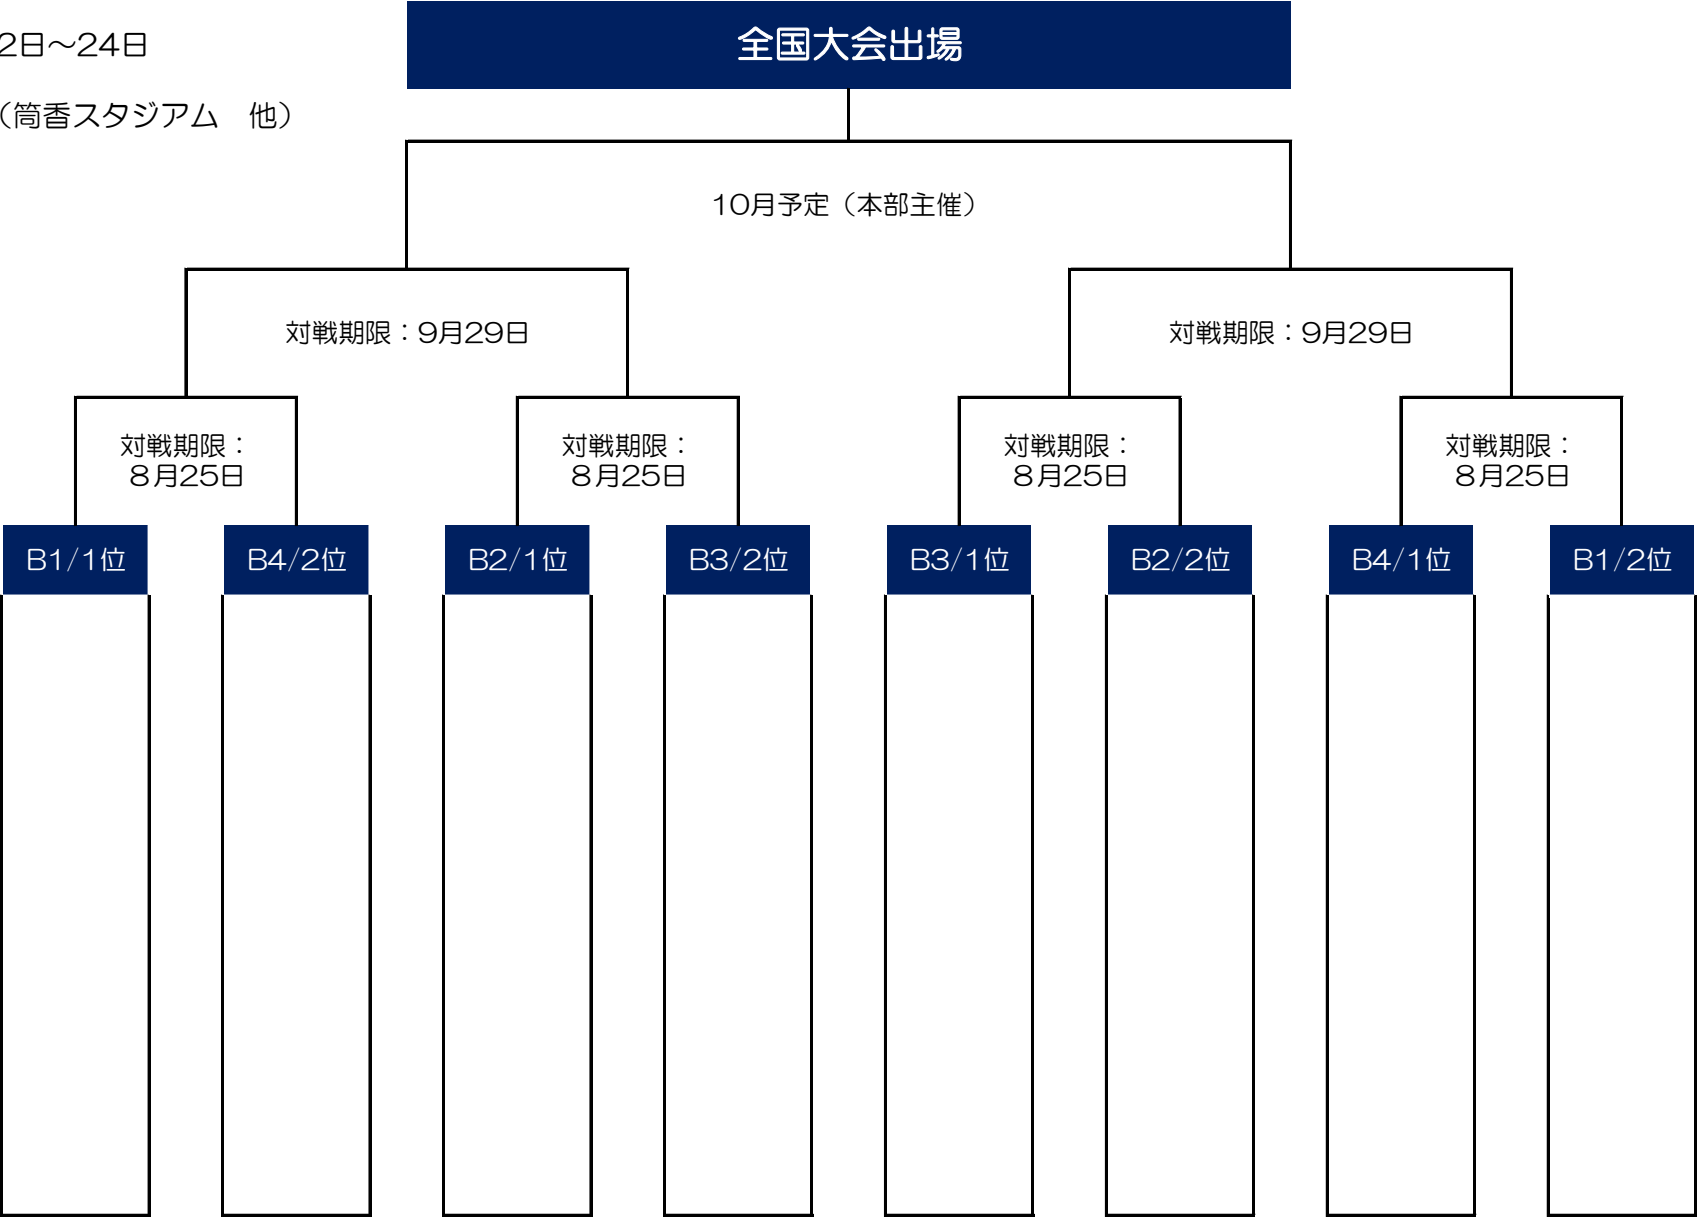 全国大会出場
2日～24日
（筒香スタジアム　他）
10月予定（本部主催）
対戦期限：9月29日
対戦期限：9月29日
対戦期限：
8月25日
対戦期限：
8月25日
対戦期限：
8月25日
対戦期限：
8月25日
B1/1位
B4/2位
B2/1位
B3/2位
B3/1位
B2/2位
B4/1位
B1/2位